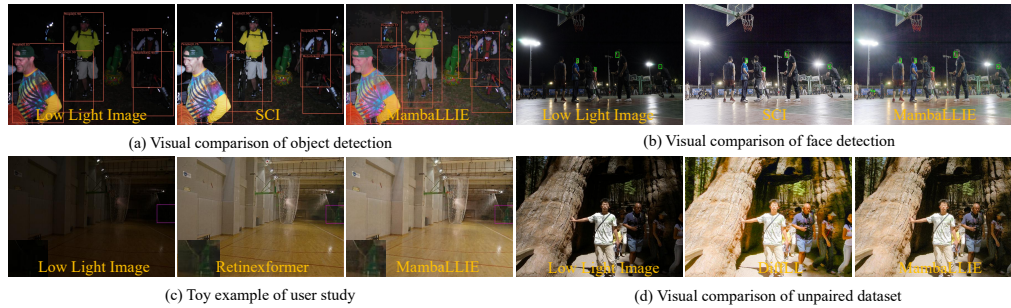 Low Light Image
SCI
MambaLLIE
Low Light Image
SCI
MambaLLIE
(a) Visual comparison of object detection
(b) Visual comparison of face detection
Low Light Image
Retinexformer
MambaLLIE
Low Light Image
MambaLLIE
(c) Toy example of user study
(d) Visual comparison of unpaired dataset